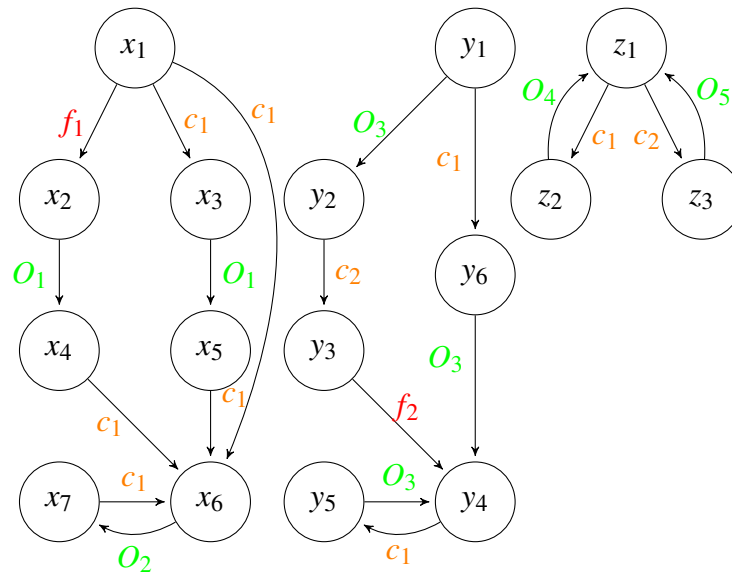 x₁ y₁ z₁
f₁ c₁ c₁ O₃ c₁ O₄ c₁ c₂ O₅
x₂ x₃ y₂ z₂ z₃
O₁ O₁ c₂ y₆
x₄ x₅ y₃ O₃
c₁ c₁ f₂
x₇ c₁ x₆ y₅ O₃ y₄
O₂ c₁